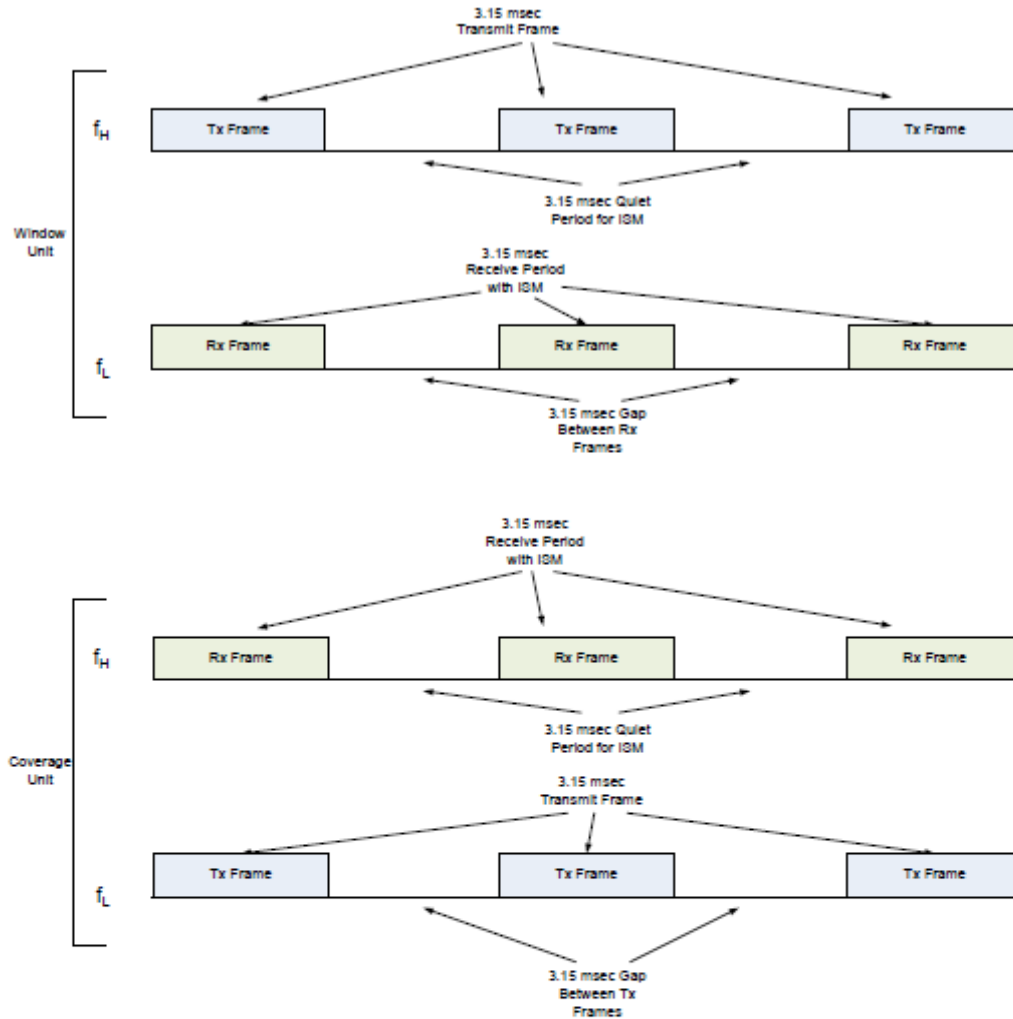 3.15 msec
Transmit Frame
fH
Tx Frame
Tx Frame
Tx Frame
3.15 msec Quiet
Period for ISM
Window
Unit
3.15 msec
Receive Period
with ISM
fL
Rx Frame
Rx Frame
Rx Frame
3.15 msec Gap
Between Rx
Frames
3.15 msec
Receive Period
with ISM
fH
Rx Frame
Rx Frame
Rx Frame
3.15 msec Quiet
Period for ISM
Coverage
Unit
3.15 msec
Transmit Frame
fL
Tx Frame
Tx Frame
Tx Frame
3.15 msec Gap
Between Tx
Frames